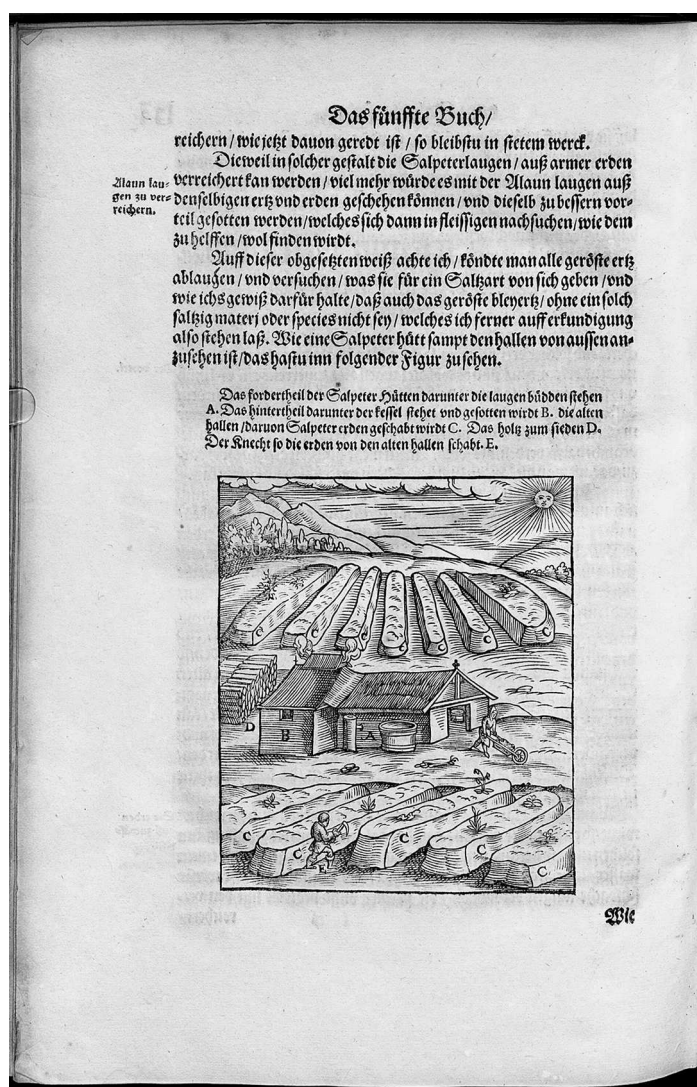 Das fünffte Buch/
reichern / wie jetzt dauon geredt ist / so bleibstu in stetem werck.
Dieweil in solcher gestalt die Salpeterlaugen / auß armer erden
Alaun lau-
gen zu ver-
reichern.
verreichert kan werden / viel mehr würde es mit der Alaun laugen auß
denselbigen ertz vnd erden geschehen können / vnd dieselb zu bessern vor-
teil gesotten werden / welches sich dann in fleissigen nachsuchen / wie dem
zu helffen / wol finden wirdt.
Auff dieser obgesetzten weiß achte ich / köndte man alle geröste ertz
ablaugen / vnd versuchen / was sie für ein Saltzart von sich geben / vnd
wie ichs gewiß darfür halte / daß auch das geröste bleyertz / ohne ein solch
saltzig materj oder species nicht sey / welches ich ferner auff erkundigung
also stehen laß. Wie eine Salpeter hütt sampt den hallen von aussen an-
zusehen ist / das hastu inn folgender Figur zu sehen.
Das fordertheil der Salpeter Hütten darunter die laugen büdden stehen
A. Das hintertheil darunter der kessel stehet vnd gesotten wirdt B. die alten
hallen / daruon Salpeter erden geschabt wirdt C. Das holtz zum sieden D.
Der Knecht so die erden von den alten hallen schabt. E.
C C C C C C C
D B A
C C C C C
E
Wie